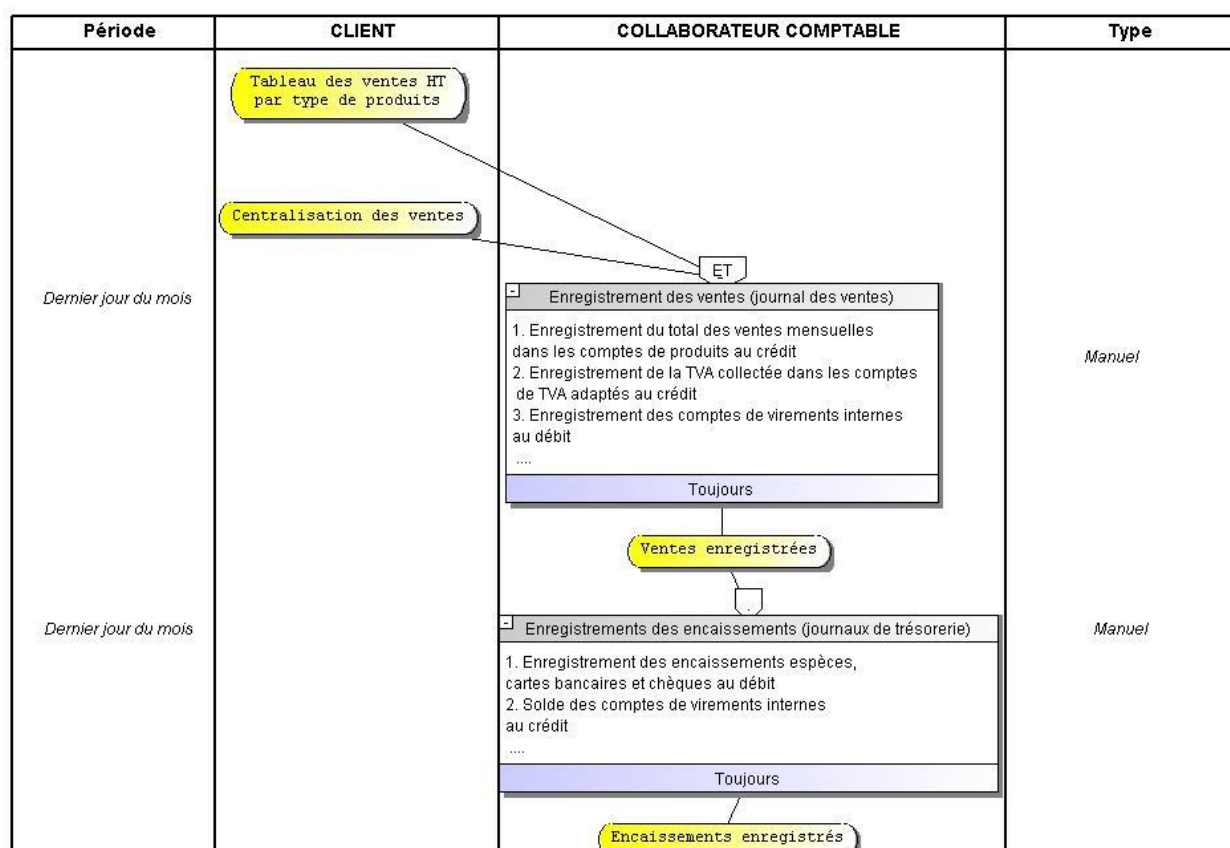 Période
CLIENT
COLLABORATEUR COMPTABLE
Type
Tableau des ventes HT
par type de produits
Centralisation des ventes
ET
Dernier jour du mois
Enregistrement des ventes (journal des ventes)
1. Enregistrement du total des ventes mensuelles
dans les comptes de produits au crédit
2. Enregistrement de la TVA collectée dans les comptes
de TVA adaptés au crédit
3. Enregistrement des comptes de virements internes
au débit
....
Manuel
Toujours
Ventes enregistrées
.
Dernier jour du mois
Enregistrements des encaissements (journaux de trésorerie)
Manuel
1. Enregistrement des encaissements espèces,
cartes bancaires et chèques au débit
2. Solde des comptes de virements internes
au crédit
....
Toujours
Encaissements enregistrés